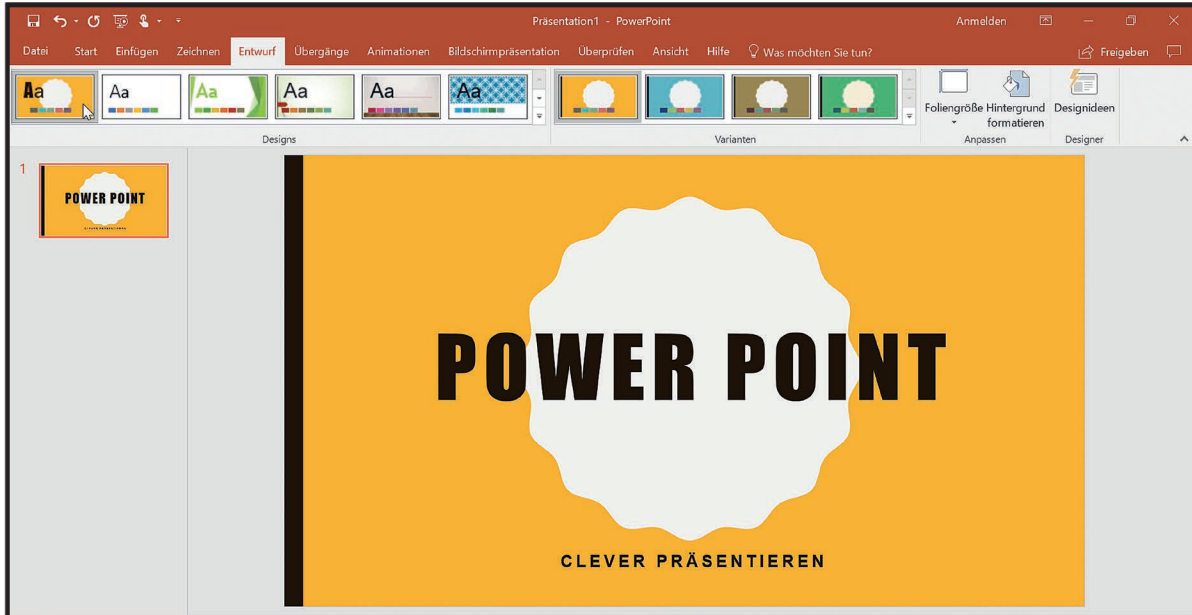 Präsentation1 - PowerPoint
Anmelden
Datei Start Einfügen Zeichnen Entwurf Übergänge Animationen Bildschirmpräsentation Überprüfen Ansicht Hilfe Was möchten Sie tun? Freigeben
Aa Aa Aa Aa Aa Aa
Foliengröße Hintergrund formatieren Designideen
Designs Varianten Anpassen Designer
1
POWER POINT
CLEVER PRÄSENTIEREN
POWER POINT
CLEVER PRÄSENTIEREN